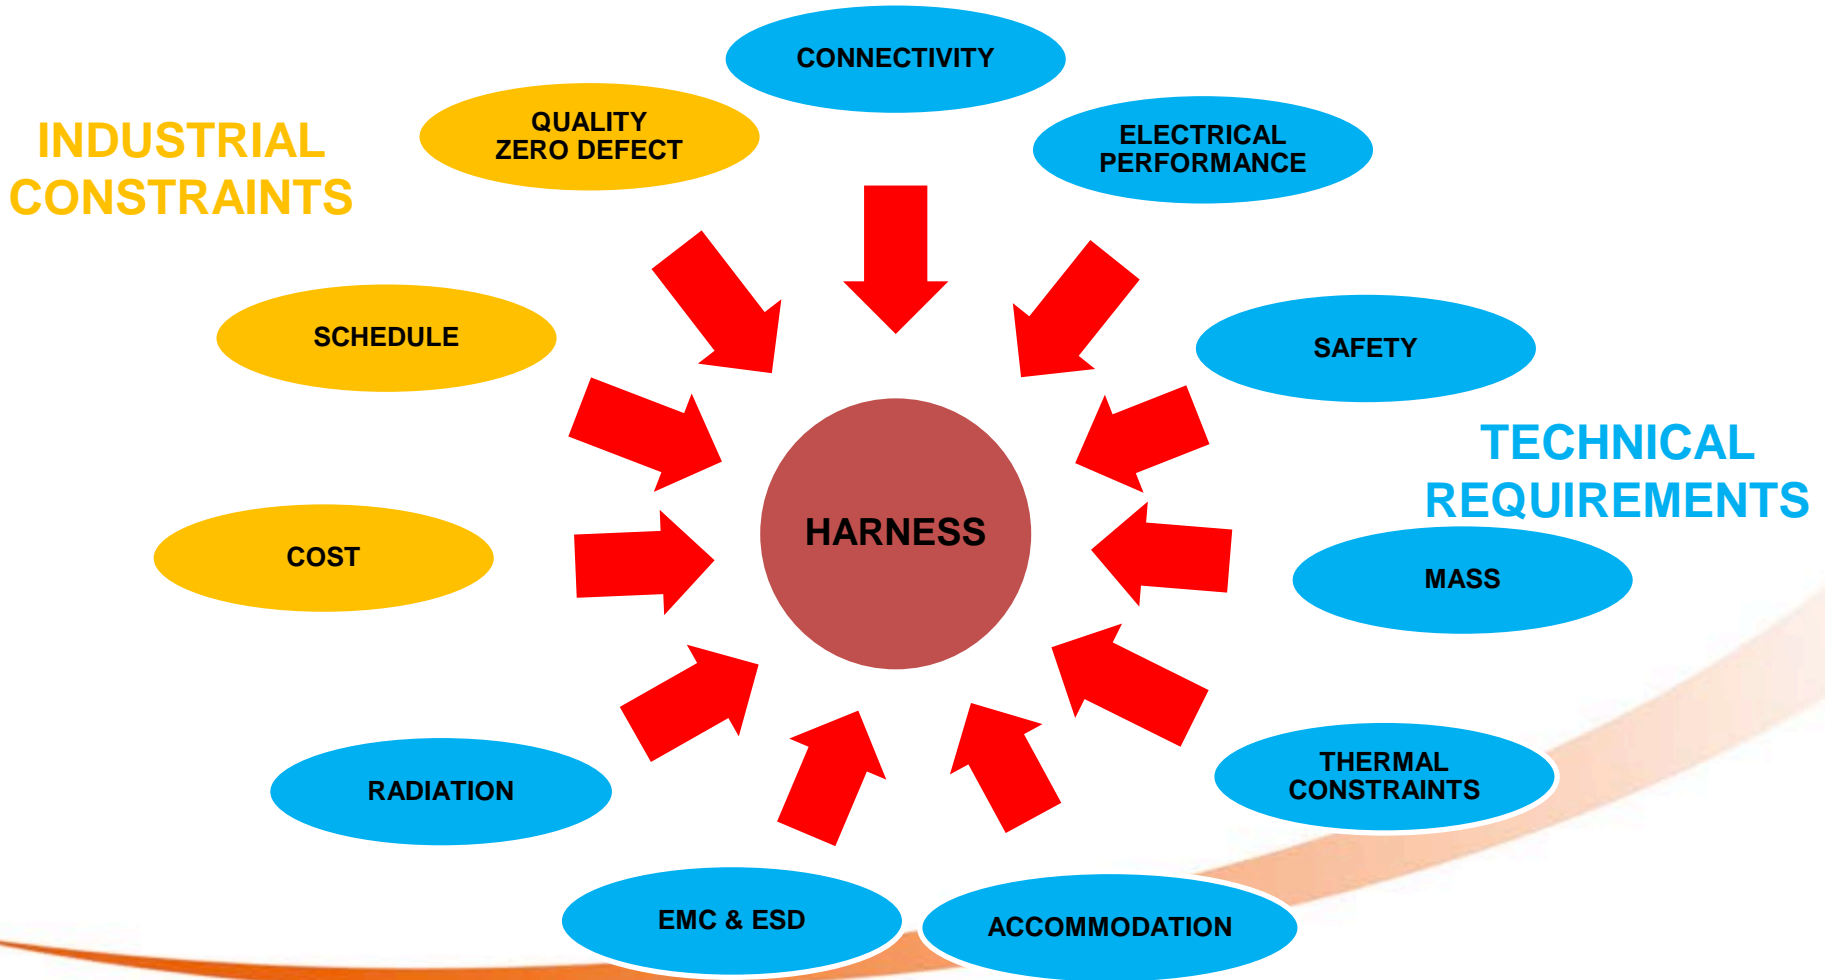 CONNECTIVITY
QUALITY
ZERO DEFECT
INDUSTRIAL
CONSTRAINTS
ELECTRICAL
PERFORMANCE
SCHEDULE
SAFETY
TECHNICAL
REQUIREMENTS
HARNESS
COST
MASS
RADIATION
THERMAL
CONSTRAINTS
EMC & ESD
ACCOMMODATION